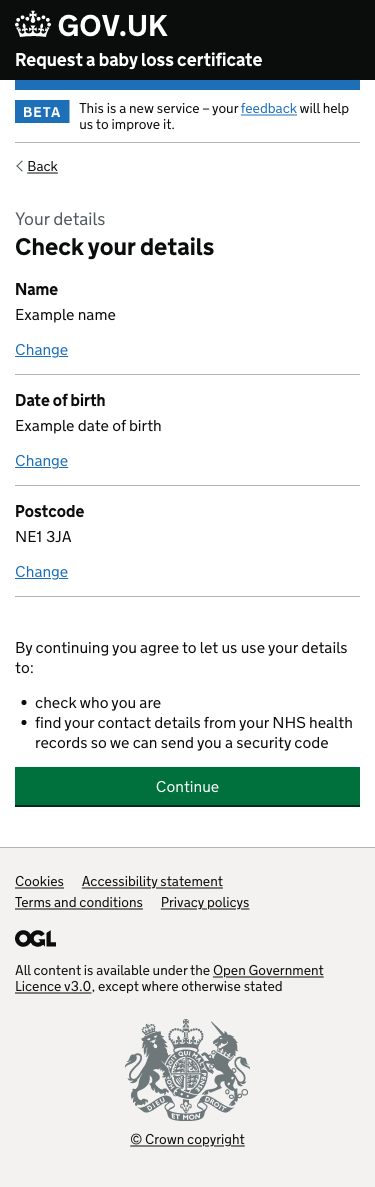 GOV.UK
Request a baby loss certificate
BETA
This is a new service – your feedback will help
us to improve it.
Back
Your details
Check your details
Name
Example name
Change
Date of birth
Example date of birth
Change
Postcode
NE1 3JA
Change
By continuing you agree to let us use your details
to:
• check who you are
• find your contact details from your NHS health
records so we can send you a security code
Continue
Cookies Accessibility statement
Terms and conditions Privacy policys
OGL
All content is available under the Open Government
Licence v3.0, except where otherwise stated
DIEU ET MON DROIT
© Crown copyright